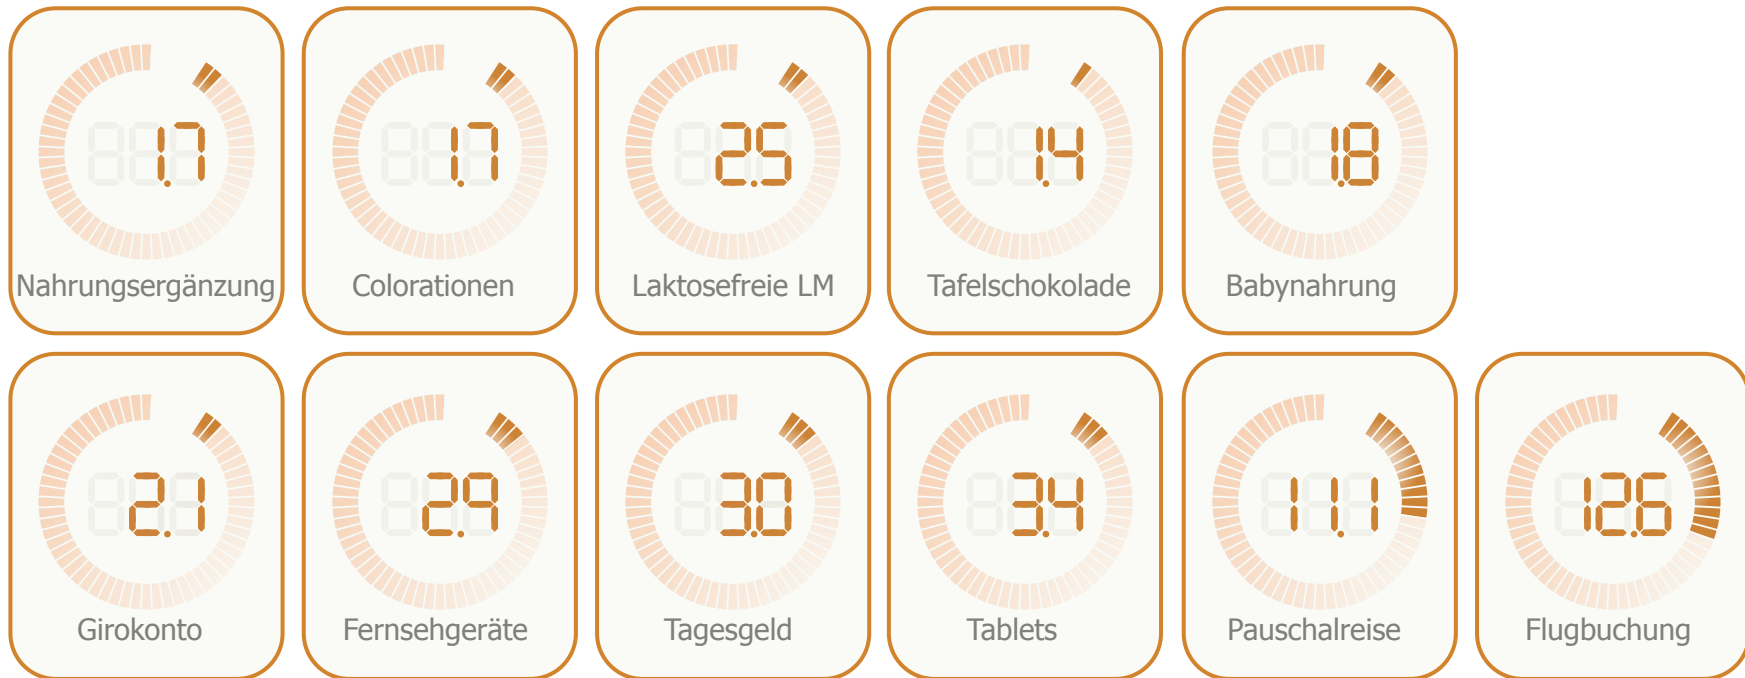 1.7
Nahrungsergänzung
1.7
Colorationen
2.5
Laktosefreie LM
1.4
Tafelschokolade
1.8
Babynahrung
2.1
Girokonto
2.9
Fernsehgeräte
3.0
Tagesgeld
3.4
Tablets
11.1
Pauschalreise
12.6
Flugbuchung